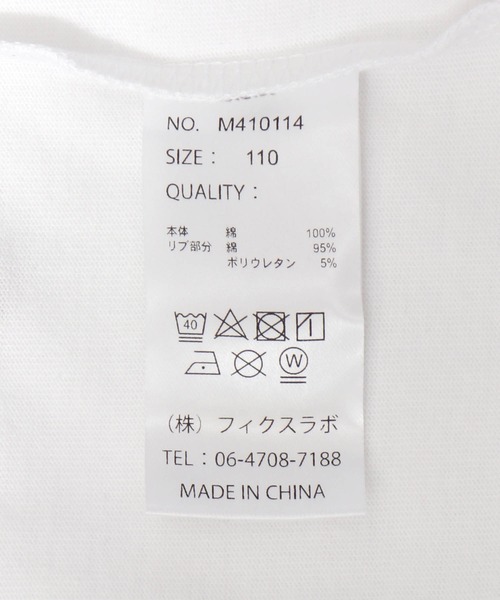 NO. M410114
SIZE： 110
QUALITY：
本体 綿 100%
リブ部分 綿 95%
ポリウレタン 5%
40
W
（株）フィクスラボ
TEL：06-4708-7188
MADE IN CHINA